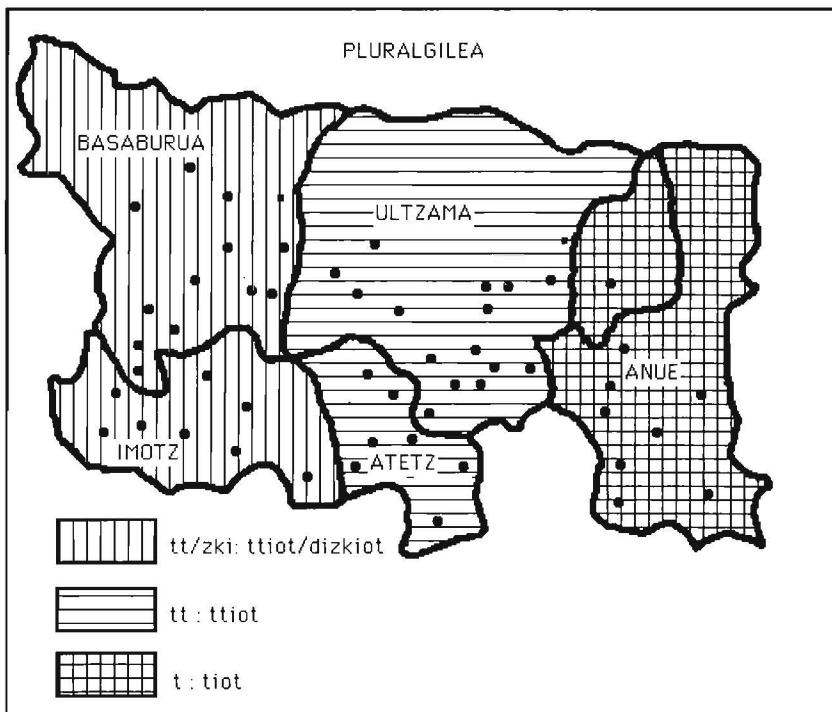 PLURALGILEA
BASABURUA
ULTZAMA
ANUE
IMOTZ
ATETZ
tt/zki: ttiot/dizkiot
tt : ttiot
t : tiot